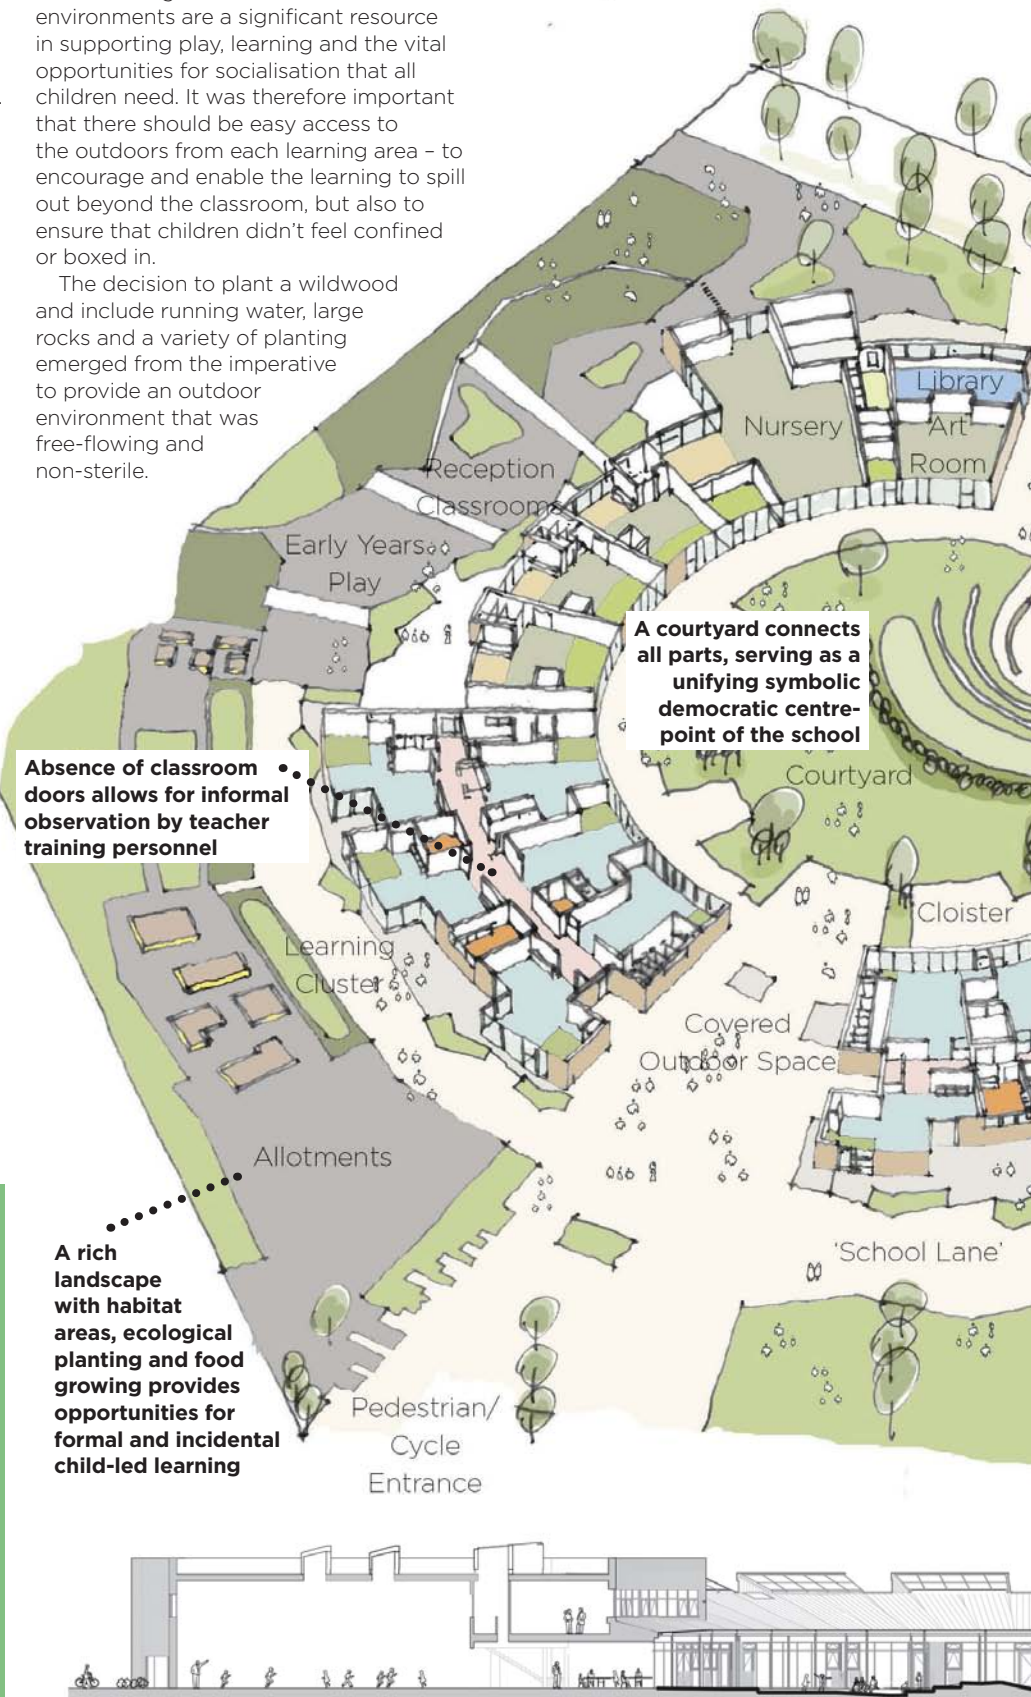 environments are a significant resource
in supporting play, learning and the vital
opportunities for socialisation that all
children need. It was therefore important
that there should be easy access to
the outdoors from each learning area – to
encourage and enable the learning to spill
out beyond the classroom, but also to
ensure that children didn’t feel confined
or boxed in.
The decision to plant a wildwood
and include running water, large
rocks and a variety of planting
emerged from the imperative
to provide an outdoor
environment that was
free-flowing and
non-sterile.
Library
Nursery
Art
Room
Reception
Classrooms
Early Years
Play
A courtyard connects
all parts, serving as a
unifying symbolic
democratic centre-
point of the school
Courtyard
Absence of classroom
doors allows for informal
observation by teacher
training personnel
Cloister
Learning
Cluster
Covered
Outdoor Space
Allotments
A rich
landscape
with habitat
areas, ecological
planting and food
growing provides
opportunities for
formal and incidental
child-led learning
‘School Lane’
Pedestrian/
Cycle
Entrance